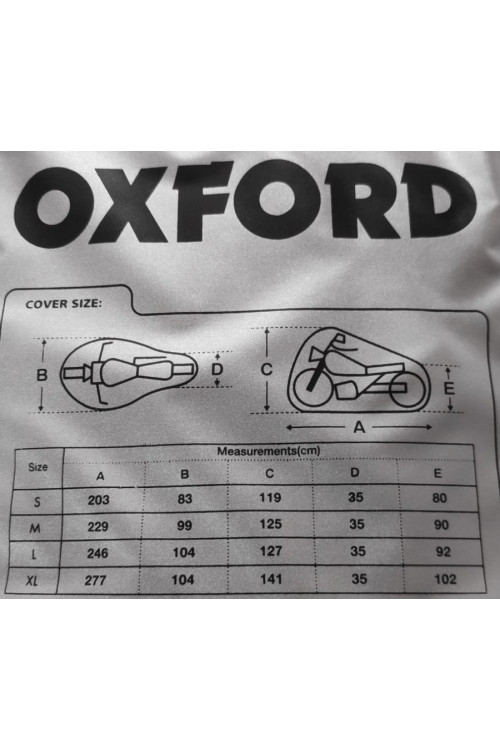 OXFORD
COVER SIZE:
B D C E
A
Measurements(cm)
Size A B C D E
S 203 83 119 35 80
M 229 99 125 35 90
L 246 104 127 35 92
XL 277 104 141 35 102